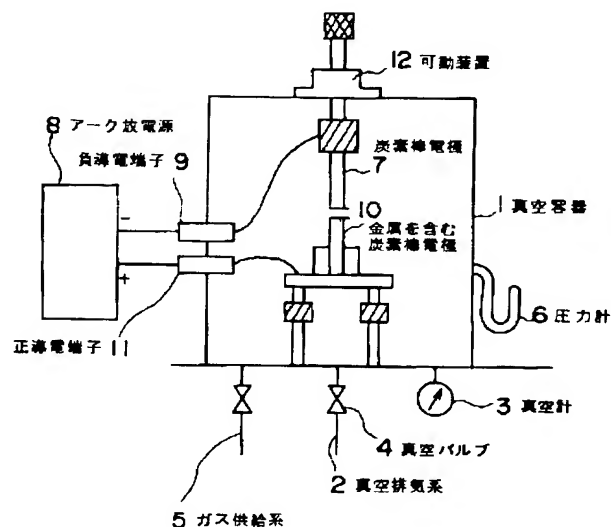 12 可動装置
8 アーク放電源
負導電端子 9
炭素棒電極
7
10
金属を含む
炭素棒電極
1 真空容器
6 圧力計
-
+
正導電端子 11
3 真空計
4 真空バルブ
2 真空排気系
5 ガス供給系